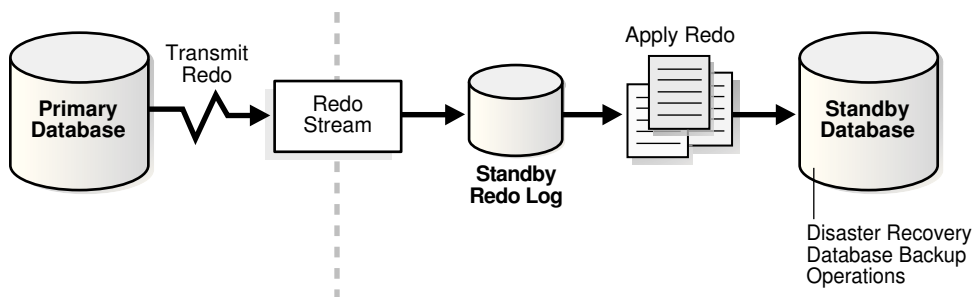 Transmit
Redo
Primary
Database
Redo
Stream
Standby
Redo Log
Apply Redo
Standby
Database
Disaster Recovery
Database Backup
Operations